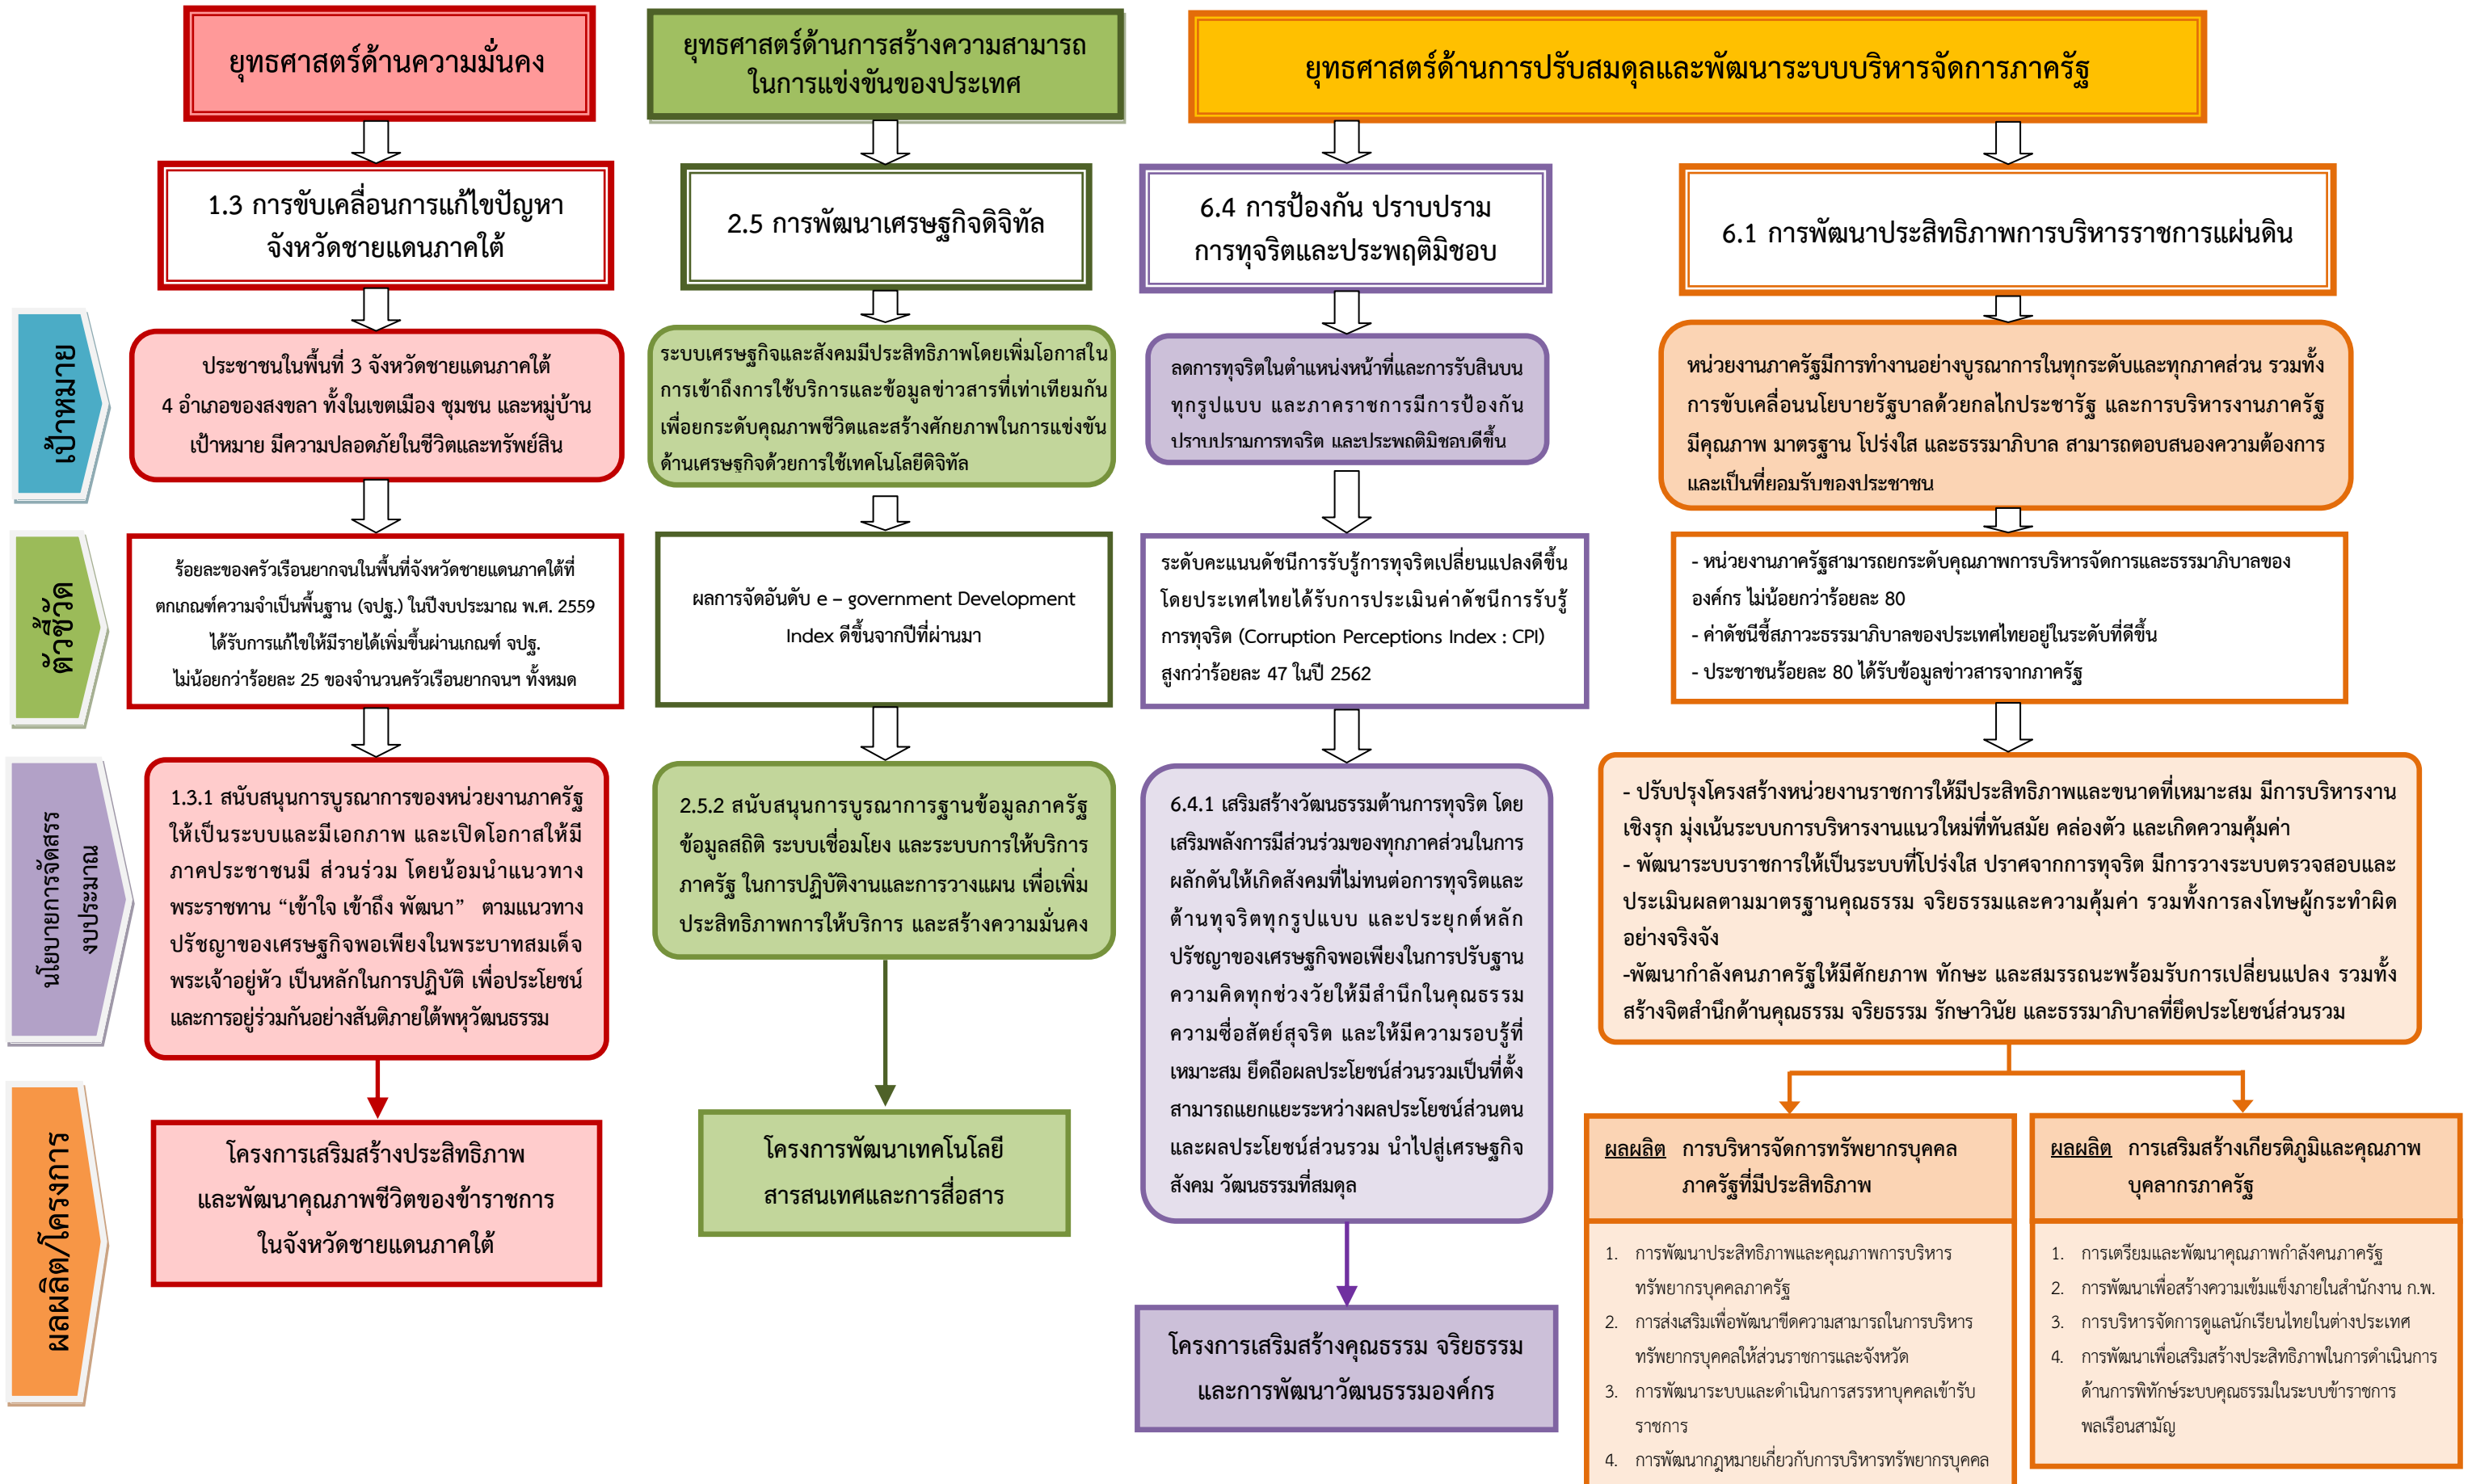 ยุทธศาสตร์ด้านความมั่นคง
ยุทธศาสตร์ด้านการสร้างความสามารถ
ในการแข่งขันของประเทศ
ยุทธศาสตร์ด้านการปรับสมดุลและพัฒนาระบบบริหารจัดการภาครัฐ
1.3 การขับเคลื่อนการแก้ไขปัญหา
จังหวัดชายแดนภาคใต้
2.5 การพัฒนาเศรษฐกิจดิจิทัล
6.4 การป้องกัน ปราบปราม
การทุจริตและประพฤติมิชอบ
6.1 การพัฒนาประสิทธิภาพการบริหารราชการแผ่นดิน
เป้าหมาย
ประชาชนในพื้นที่ 3 จังหวัดชายแดนภาคใต้
4 อำเภอของสงขลา ทั้งในเขตเมือง ชุมชน และหมู่บ้าน
เป้าหมาย มีความปลอดภัยในชีวิตและทรัพย์สิน
ระบบเศรษฐกิจและสังคมมีประสิทธิภาพโดยเพิ่มโอกาสใน
การเข้าถึงการใช้บริการและข้อมูลข่าวสารที่เท่าเทียมกัน
เพื่อยกระดับคุณภาพชีวิตและสร้างศักยภาพในการแข่งขัน
ด้านเศรษฐกิจด้วยการใช้เทคโนโลยีดิจิทัล
ลดการทุจริตในตำแหน่งหน้าที่และการรับสินบน
ทุกรูปแบบ และภาคราชการมีการป้องกัน
ปราบปรามการทุจริต และประพฤติมิชอบดีขึ้น
หน่วยงานภาครัฐมีการทำงานอย่างบูรณาการในทุกระดับและทุกภาคส่วน รวมทั้ง
การขับเคลื่อนนโยบายรัฐบาลด้วยกลไกประชารัฐ และการบริหารงานภาครัฐ
มีคุณภาพ มาตรฐาน โปร่งใส และธรรมาภิบาล สามารถตอบสนองความต้องการ
และเป็นที่ยอมรับของประชาชน
ตัวชี้วัด
ร้อยละของครัวเรือนยากจนในพื้นที่จังหวัดชายแดนภาคใต้ที่
ตกเกณฑ์ความจำเป็นพื้นฐาน (จปฐ.) ในปีงบประมาณ พ.ศ. 2559
ได้รับการแก้ไขให้มีรายได้เพิ่มขึ้นผ่านเกณฑ์ จปฐ.
ไม่น้อยกว่าร้อยละ 25 ของจำนวนครัวเรือนยากจนฯ ทั้งหมด
ผลการจัดอันดับ e – government Development
Index ดีขึ้นจากปีที่ผ่านมา
ระดับคะแนนดัชนีการรับรู้การทุจริตเปลี่ยนแปลงดีขึ้น
โดยประเทศไทยได้รับการประเมินค่าดัชนีการรับรู้
การทุจริต (Corruption Perceptions Index : CPI)
สูงกว่าร้อยละ 47 ในปี 2562
- หน่วยงานภาครัฐสามารถยกระดับคุณภาพการบริหารจัดการและธรรมาภิบาลของ
องค์กร ไม่น้อยกว่าร้อยละ 80
- ค่าดัชนีชี้สภาวะธรรมาภิบาลของประเทศไทยอยู่ในระดับที่ดีขึ้น
- ประชาชนร้อยละ 80 ได้รับข้อมูลข่าวสารจากภาครัฐ
นโยบายการจัดสรร
งบประมาณ
1.3.1 สนับสนุนการบูรณาการของหน่วยงานภาครัฐ
ให้เป็นระบบและมีเอกภาพ และเปิดโอกาสให้มี
ภาคประชาชนมี ส่วนร่วม โดยน้อมนำแนวทาง
พระราชทาน “เข้าใจ เข้าถึง พัฒนา” ตามแนวทาง
ปรัชญาของเศรษฐกิจพอเพียงในพระบาทสมเด็จ
พระเจ้าอยู่หัว เป็นหลักในการปฏิบัติ เพื่อประโยชน์
และการอยู่ร่วมกันอย่างสันติภายใต้พหุวัฒนธรรม
2.5.2 สนับสนุนการบูรณาการฐานข้อมูลภาครัฐ
ข้อมูลสถิติ ระบบเชื่อมโยง และระบบการให้บริการ
ภาครัฐ ในการปฏิบัติงานและการวางแผน เพื่อเพิ่ม
ประสิทธิภาพการให้บริการ และสร้างความมั่นคง
6.4.1 เสริมสร้างวัฒนธรรมต้านการทุจริต โดย
เสริมพลังการมีส่วนร่วมของทุกภาคส่วนในการ
ผลักดันให้เกิดสังคมที่ไม่ทนต่อการทุจริตและ
ต้านทุจริตทุกรูปแบบ และประยุกต์หลัก
ปรัชญาของเศรษฐกิจพอเพียงในการปรับฐาน
ความคิดทุกช่วงวัยให้มีสำนึกในคุณธรรม
ความซื่อสัตย์สุจริต และให้มีความรอบรู้ที่
เหมาะสม ยึดถือผลประโยชน์ส่วนรวมเป็นที่ตั้ง
สามารถแยกแยะระหว่างผลประโยชน์ส่วนตน
และผลประโยชน์ส่วนรวม นำไปสู่เศรษฐกิจ
สังคม วัฒนธรรมที่สมดุล
- ปรับปรุงโครงสร้างหน่วยงานราชการให้มีประสิทธิภาพและขนาดที่เหมาะสม มีการบริหารงาน
เชิงรุก มุ่งเน้นระบบการบริหารงานแนวใหม่ที่ทันสมัย คล่องตัว และเกิดความคุ้มค่า
- พัฒนาระบบราชการให้เป็นระบบที่โปร่งใส ปราศจากการทุจริต มีการวางระบบตรวจสอบและ
ประเมินผลตามมาตรฐานคุณธรรม จริยธรรมและความคุ้มค่า รวมทั้งการลงโทษผู้กระทำผิด
อย่างจริงจัง
-พัฒนากำลังคนภาครัฐให้มีศักยภาพ ทักษะ และสมรรถนะพร้อมรับการเปลี่ยนแปลง รวมทั้ง
สร้างจิตสำนึกด้านคุณธรรม จริยธรรม รักษาวินัย และธรรมาภิบาลที่ยึดประโยชน์ส่วนรวม
ผลผลิต/โครงการ
โครงการเสริมสร้างประสิทธิภาพ
และพัฒนาคุณภาพชีวิตของข้าราชการ
ในจังหวัดชายแดนภาคใต้
โครงการพัฒนาเทคโนโลยี
สารสนเทศและการสื่อสาร
โครงการเสริมสร้างคุณธรรม จริยธรรม
และการพัฒนาวัฒนธรรมองค์กร
ผลผลิต การบริหารจัดการทรัพยากรบุคคล
ภาครัฐที่มีประสิทธิภาพ
1. การพัฒนาประสิทธิภาพและคุณภาพการบริหาร
ทรัพยากรบุคคลภาครัฐ
2. การส่งเสริมเพื่อพัฒนาขีดความสามารถในการบริหาร
ทรัพยากรบุคคลให้ส่วนราชการและจังหวัด
3. การพัฒนาระบบและดำเนินการสรรหาบุคคลเข้ารับ
ราชการ
4. การพัฒนากฎหมายเกี่ยวกับการบริหารทรัพยากรบุคคล
ผลผลิต การเสริมสร้างเกียรติภูมิและคุณภาพ
บุคลากรภาครัฐ
1. การเตรียมและพัฒนาคุณภาพกำลังคนภาครัฐ
2. การพัฒนาเพื่อสร้างความเข้มแข็งภายในสำนักงาน ก.พ.
3. การบริหารจัดการดูแลนักเรียนไทยในต่างประเทศ
4. การพัฒนาเพื่อเสริมสร้างประสิทธิภาพในการดำเนินการ
ด้านการพิทักษ์ระบบคุณธรรมในระบบข้าราชการ
พลเรือนสามัญ